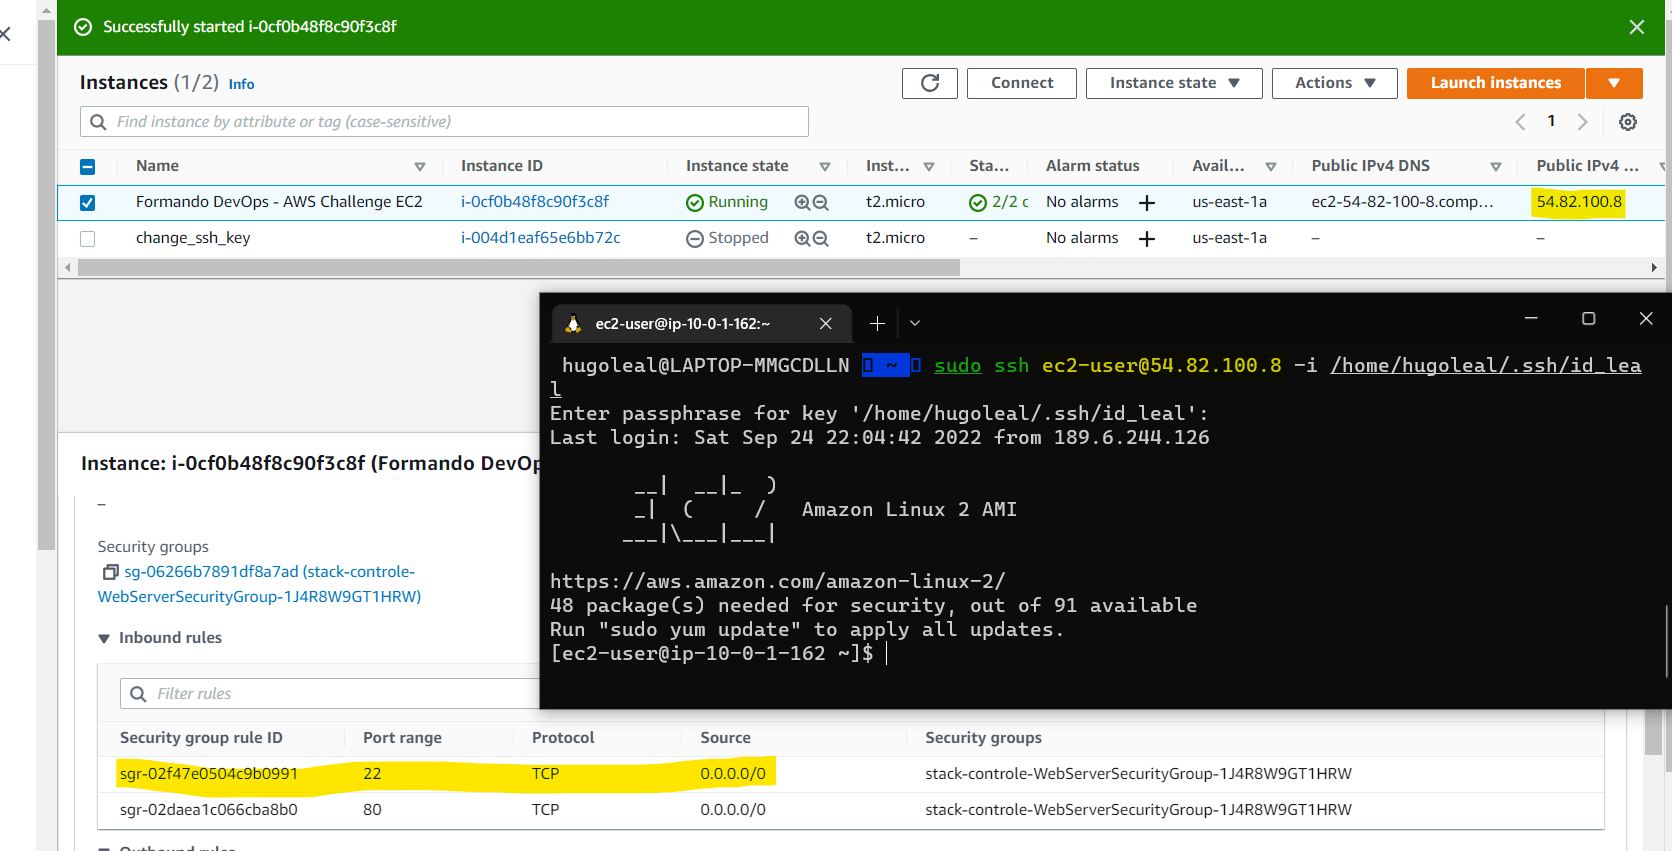 Successfully started i-0cf0b48f8c90f3c8f
Instances (1/2) Info
Connect
Instance state
Actions
Launch instances
Find instance by attribute or tag (case-sensitive)
1
Name Instance ID Instance state Inst... Sta... Alarm status Avail... Public IPv4 DNS Public IPv4 ...
Formando DevOps - AWS Challenge EC2 i-0cf0b48f8c90f3c8f Running t2.micro 2/2 c No alarms + us-east-1a ec2-54-82-100-8.comp... 54.82.100.8
change_ssh_key i-004d1eaf65e6bb72c Stopped t2.micro – No alarms + us-east-1a – –
ec2-user@ip-10-0-1-162:~
hugoleal@LAPTOP-MMGCDLLN ~ sudo ssh ec2-user@54.82.100.8 -i /home/hugoleal/.ssh/id_lea
l
Enter passphrase for key '/home/hugoleal/.ssh/id_leal':
Last login: Sat Sep 24 22:04:42 2022 from 189.6.244.126
__|  __|_  )
_|  (     /   Amazon Linux 2 AMI
___|\___|___|
https://aws.amazon.com/amazon-linux-2/
48 package(s) needed for security, out of 91 available
Run "sudo yum update" to apply all updates.
[ec2-user@ip-10-0-1-162 ~]$
Instance: i-0cf0b48f8c90f3c8f (Formando DevOp
–
Security groups
sg-06266b7891df8a7ad (stack-controle-
WebServerSecurityGroup-1J4R8W9GT1HRW)
Inbound rules
Filter rules
Security group rule ID Port range Protocol Source Security groups
sgr-02f47e0504c9b0991 22 TCP 0.0.0.0/0 stack-controle-WebServerSecurityGroup-1J4R8W9GT1HRW
sgr-02daea1c066cba8b0 80 TCP 0.0.0.0/0 stack-controle-WebServerSecurityGroup-1J4R8W9GT1HRW
Outbound rules